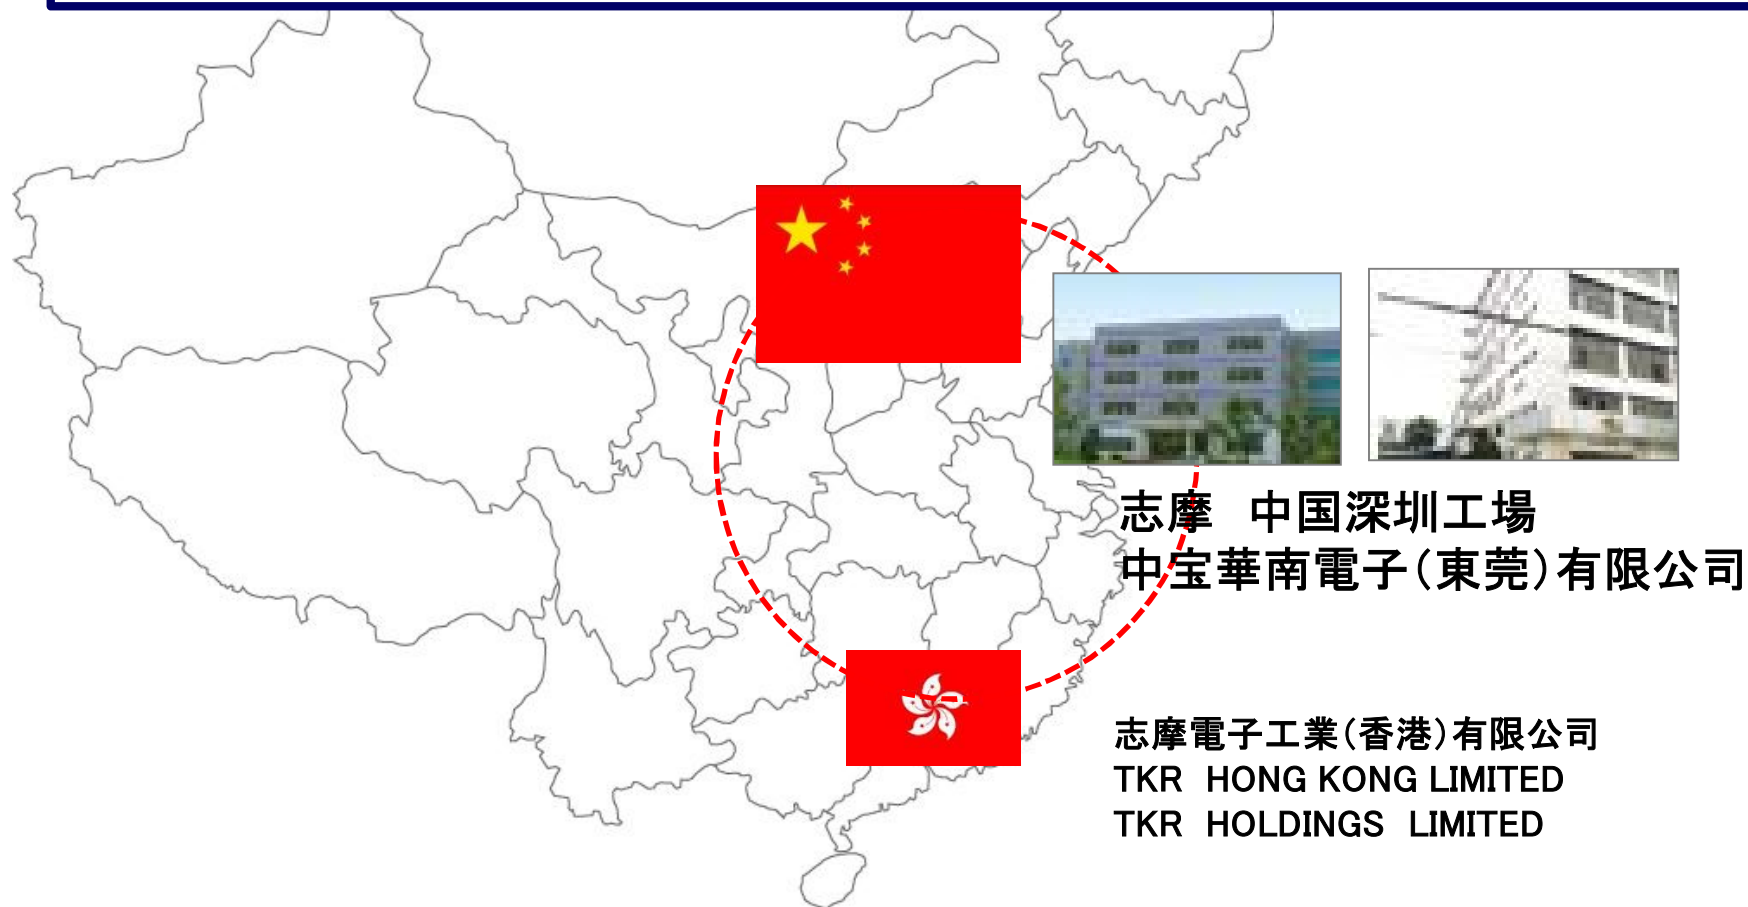 志摩　中国深圳工場
中宝華南電子(東莞)有限公司
志摩電子工業(香港)有限公司
TKR HONG KONG LIMITED
TKR HOLDINGS LIMITED